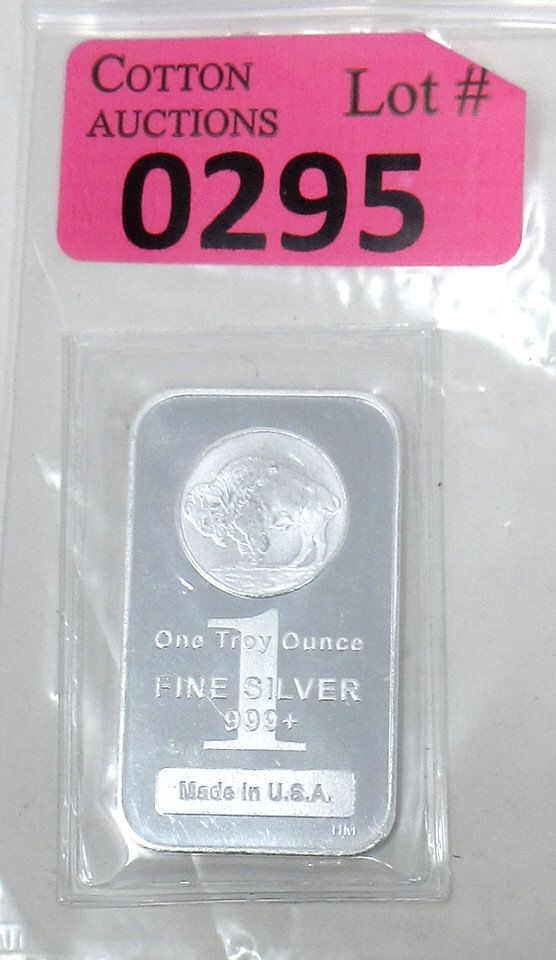 COTTON
AUCTIONS
Lot #
0295
1
One Troy Ounce
FINE SILVER
999+
Made in U.S.A.
HM